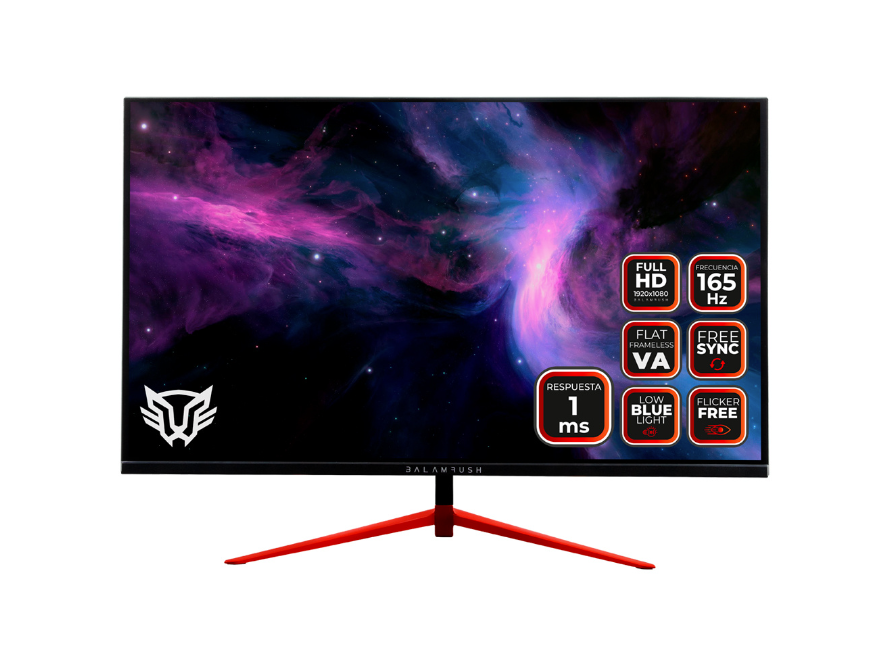 FULL
HD
1920x1080
BALAMRUSH
FRECUENCIA
165
Hz
FLAT
FRAMELESS
VA
FREE
SYNC
RESPUESTA
1
ms
LOW
BLUE
LIGHT
FLICKER
FREE
BALAMRUSH